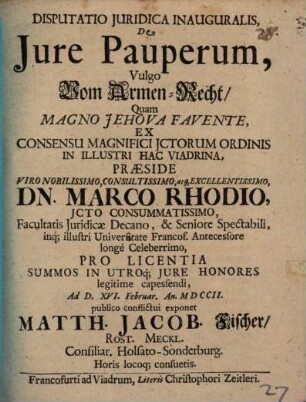 DISPUTATIO JURIDICA INAUGURALIS,
De
Jure Pauperum,
Vulgo
Vom Armen-Recht/
Quam
MAGNO JEHOVA FAVENTE,
EX
CONSENSU MAGNIFICI JCTORUM ORDINIS
IN ILLUSTRI HAC VIADRINA,
PRÆSIDE
VIRO NOBILISSIMO, CONSULTISSIMO, atq; EXCELLENTISSIMO,
DN. MARCO RHODIO,
JCTO CONSUMMATISSIMO,
Facultatis Juridicæ Decano, & Seniore Spectabili,
inq; illustri Universitate Francof. Antecessore
longè Celeberrimo,
PRO LICENTIA
SUMMOS IN UTROq; JURE HONORES
legitime capessendi,
Ad D. XVI. Februar. An. MDCCII.
publico conflictui exponet
MATTH. JACOB. Fischer/
ROST. MECKL.
Consiliar. Holsato-Sonderburg.
Horis locoq; consuetis.
Francofurti ad Viadrum, Literis Christophori Zeitleri.
27